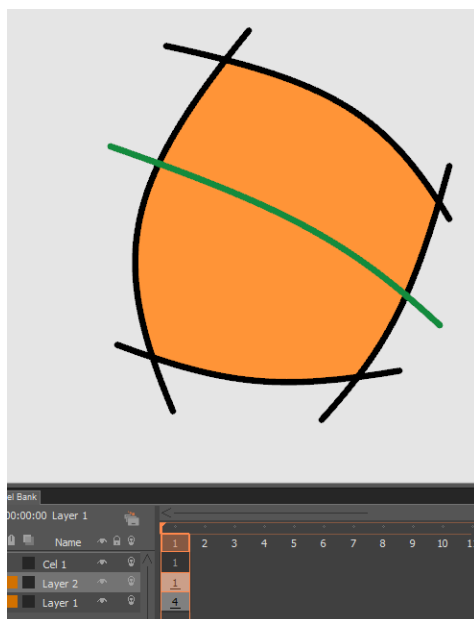 el Bank
00:00:00 Layer 1
Name 1 2 3 4 5 6 7 8 9 10 1
Cel 1 1
Layer 2 1
Layer 1 4